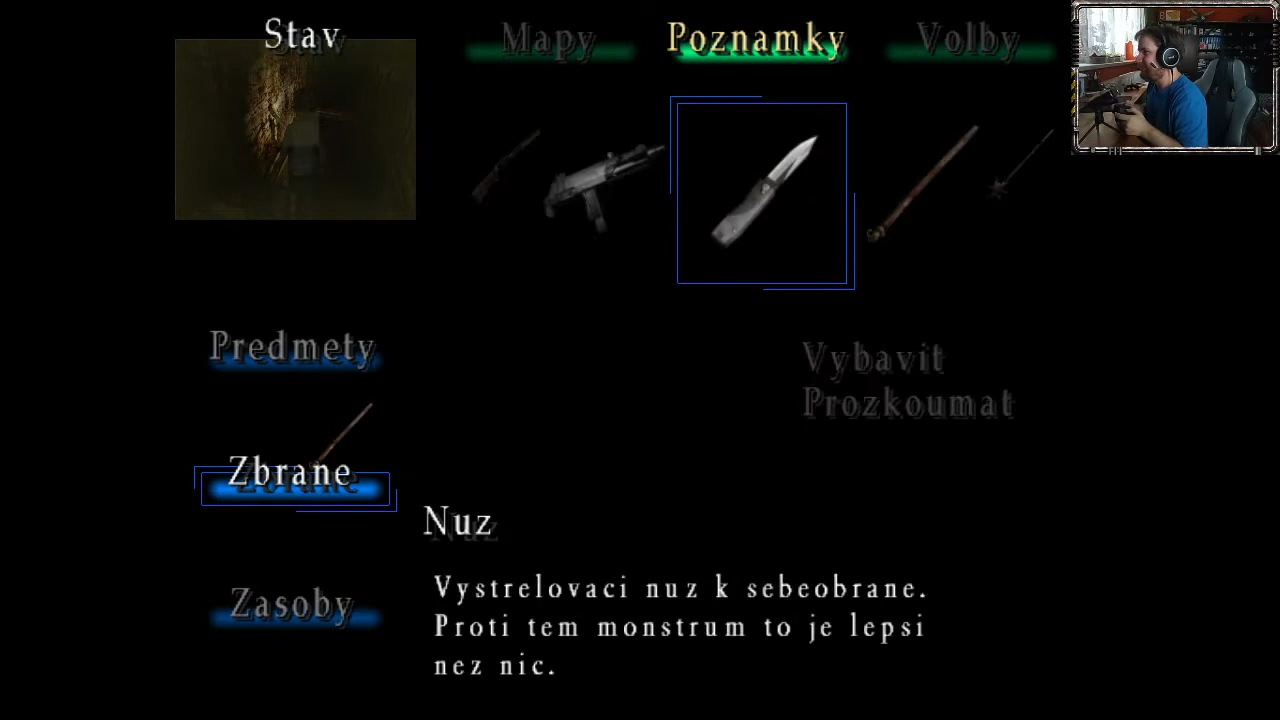 Stav
Mapy
Poznamky
Volby
Predmety
Vybavit
Prozkoumat
Zbrane
Nuz
Zasoby
Vystrelovaci nuz k sebeobrane.
Proti tem monstrum to je lepsi
nez nic.